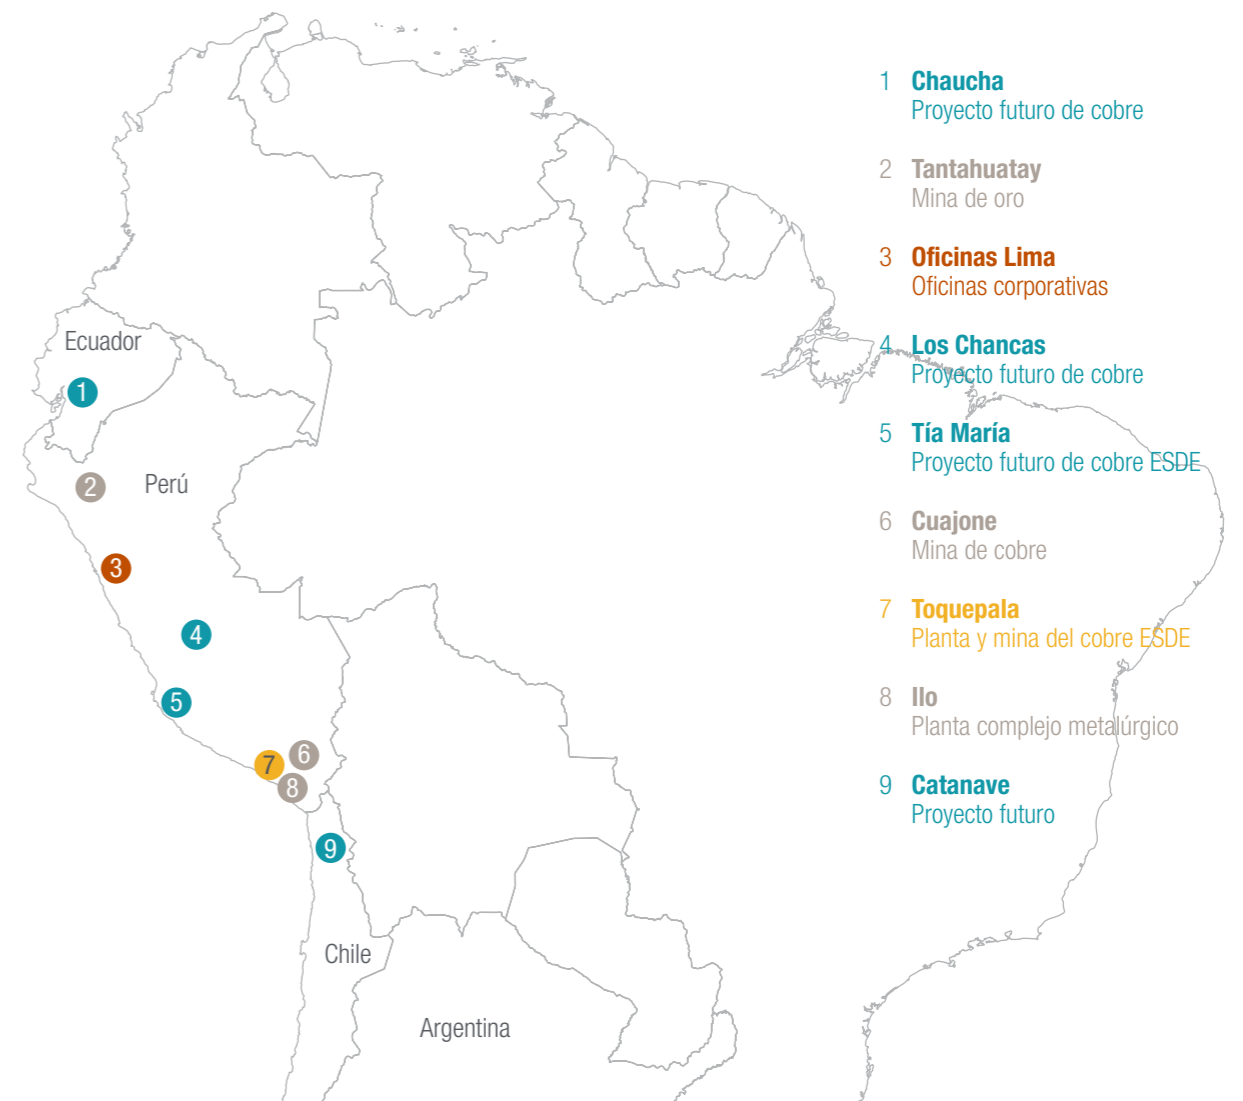 Ecuador
1
2
Perú
3
4
5
6
7
8
9
Chile
Argentina
1 Chaucha
Proyecto futuro de cobre
2 Tantahuatay
Mina de oro
3 Oficinas Lima
Oficinas corporativas
4 Los Chancas
Proyecto futuro de cobre
5 Tía María
Proyecto futuro de cobre ESDE
6 Cuajone
Mina de cobre
7 Toquepala
Planta y mina del cobre ESDE
8 Ilo
Planta complejo metalúrgico
9 Catanave
Proyecto futuro